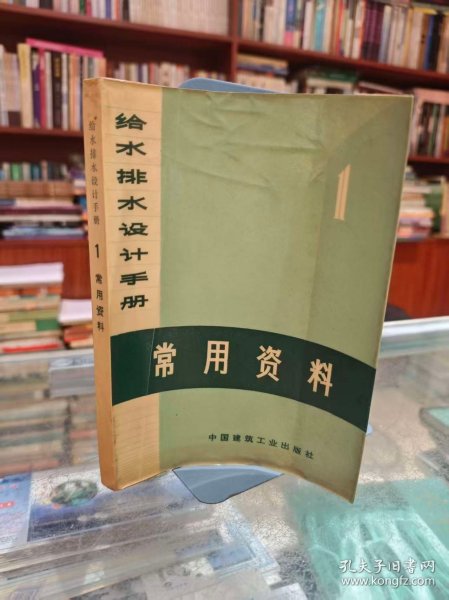 给水排水设计手册
1
常用资料
中国建筑工业出版社
给水排水设计手册
1
常用资料
孔夫子旧书网
www.kongfz.com